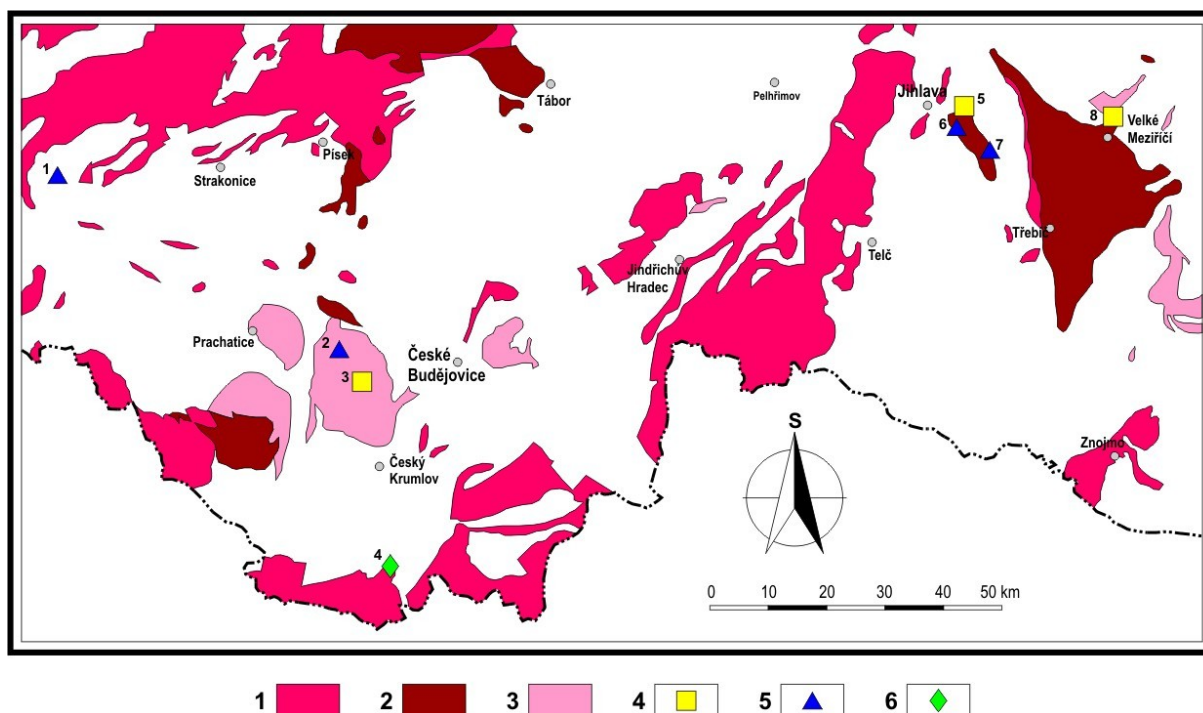 Tábor
Pelhřimov
Jihlava
5
8
Velké
Meziříčí
6
7
Písek
1
Strakonice
Třebíč
Telč
Jindřichův
Hradec
Prachatice
2
České
Budějovice
3
S
Český
Krumlov
Znojmo
4
0 10 20 30 40 50 km
1 2 3 4 5 6